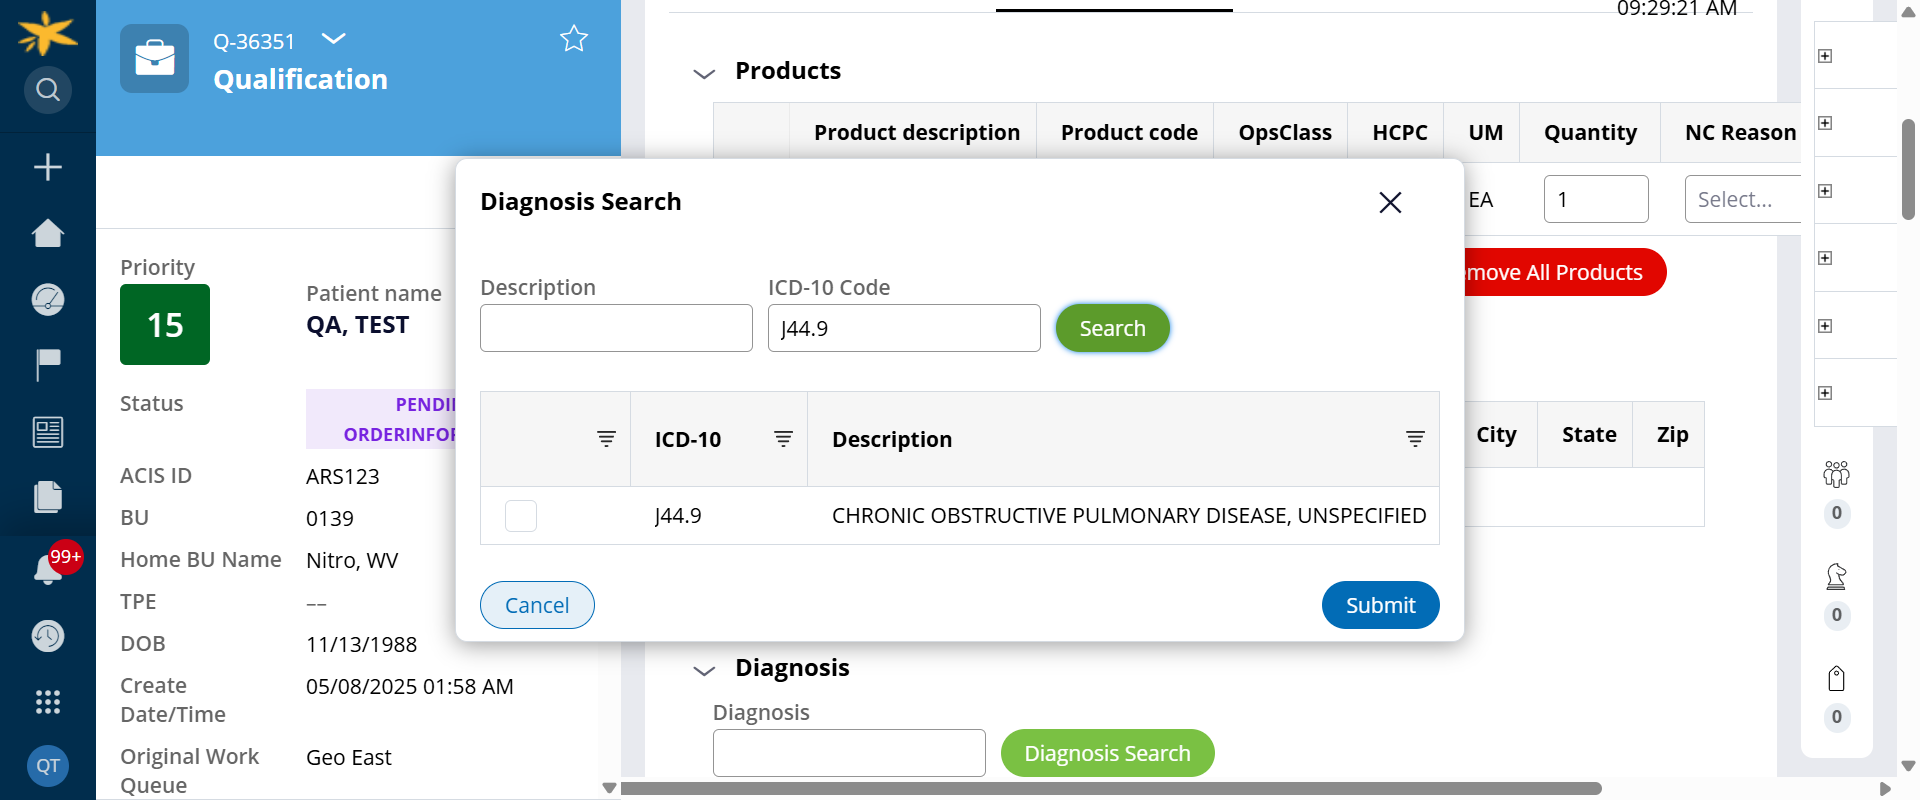 Q-36351
Qualification
09:29:21 AM
Products
Product description
Product code
OpsClass
HCPC
UM
Quantity
NC Reason
EA
1
Select...
emove All Products
Diagnosis Search
Description
ICD-10 Code
J44.9
Search
ICD-10
Description
J44.9
CHRONIC OBSTRUCTIVE PULMONARY DISEASE, UNSPECIFIED
Cancel
Submit
Priority
15
Patient name
QA, TEST
Status
PENDI
ORDERINFOR
ACIS ID
ARS123
BU
0139
Home BU Name
Nitro, WV
TPE
––
DOB
11/13/1988
Create
Date/Time
05/08/2025 01:58 AM
Original Work
Queue
Geo East
City
State
Zip
Diagnosis
Diagnosis
Diagnosis Search
99+
QT
0
0
0